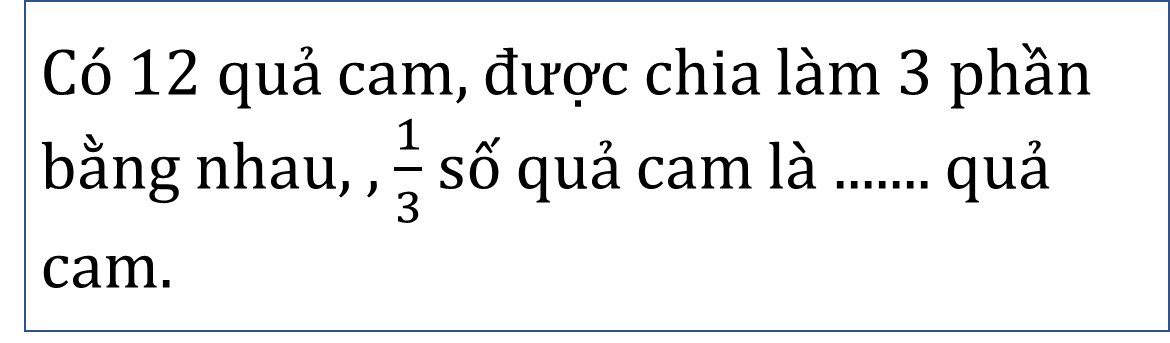 Có 12 quả cam, được chia làm 3 phần
bằng nhau, , 1/3 số quả cam là ....... quả
cam.